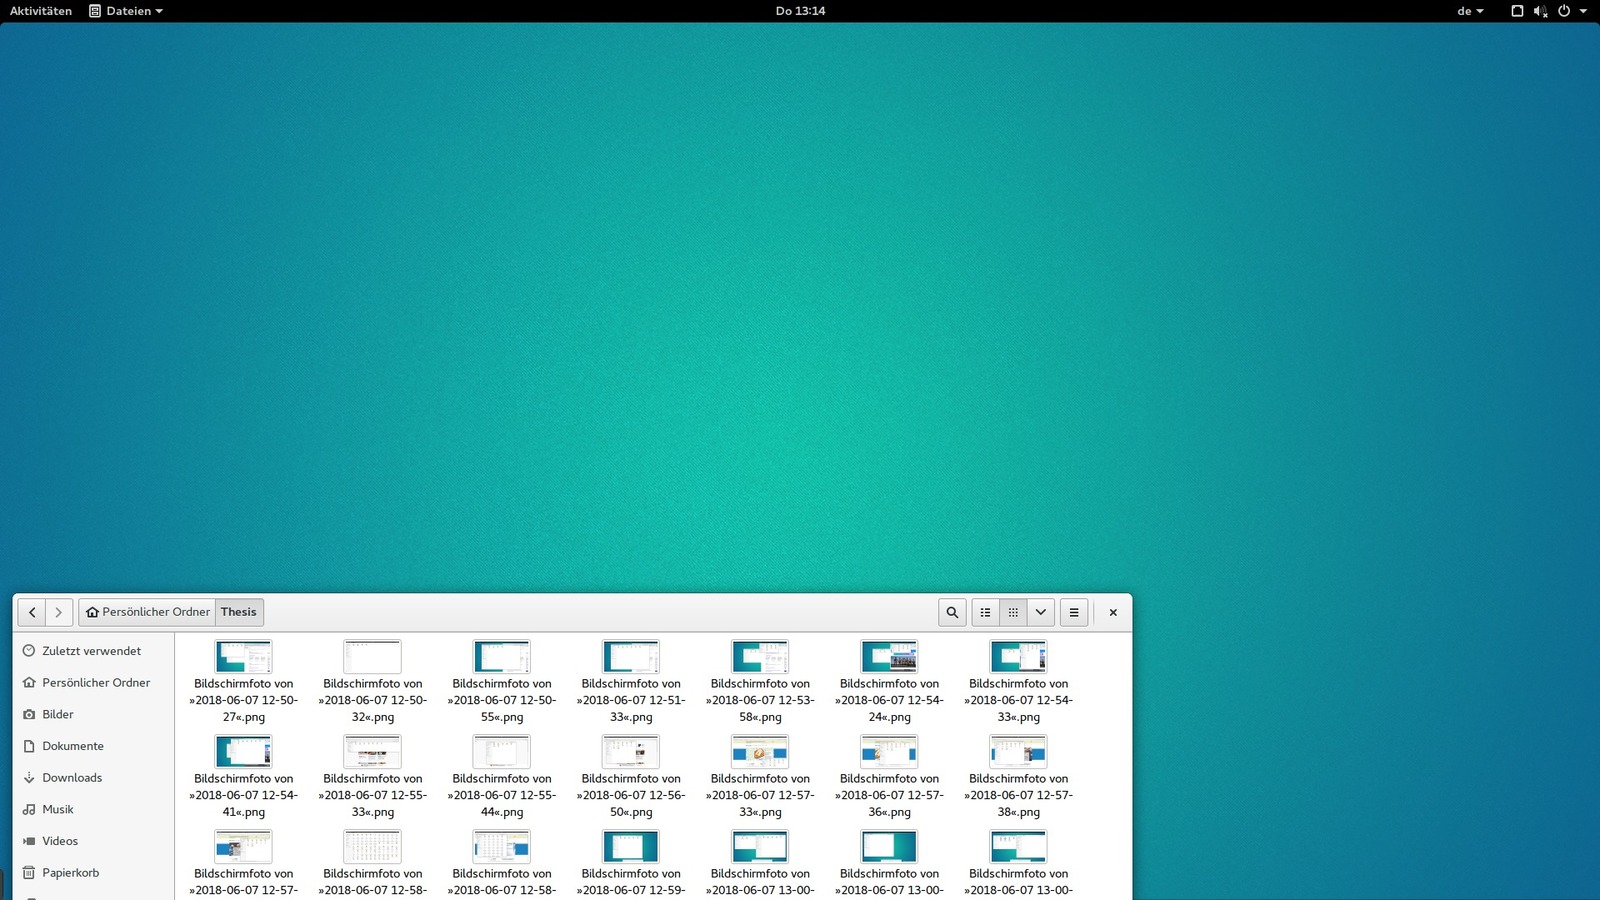 Aktivitäten Dateien Do 13:14 de
Persönlicher Ordner Thesis
Zuletzt verwendet
Persönlicher Ordner
Bilder
Dokumente
Downloads
Musik
Videos
Papierkorb
Bildschirmfoto von
»2018-06-07 12-50-
27«.png
Bildschirmfoto von
»2018-06-07 12-50-
32«.png
Bildschirmfoto von
»2018-06-07 12-50-
55«.png
Bildschirmfoto von
»2018-06-07 12-51-
33«.png
Bildschirmfoto von
»2018-06-07 12-53-
58«.png
Bildschirmfoto von
»2018-06-07 12-54-
24«.png
Bildschirmfoto von
»2018-06-07 12-54-
33«.png
Bildschirmfoto von
»2018-06-07 12-54-
41«.png
Bildschirmfoto von
»2018-06-07 12-55-
33«.png
Bildschirmfoto von
»2018-06-07 12-55-
44«.png
Bildschirmfoto von
»2018-06-07 12-56-
50«.png
Bildschirmfoto von
»2018-06-07 12-57-
33«.png
Bildschirmfoto von
»2018-06-07 12-57-
36«.png
Bildschirmfoto von
»2018-06-07 12-57-
38«.png
Bildschirmfoto von
»2018-06-07 12-57-
Bildschirmfoto von
»2018-06-07 12-58-
Bildschirmfoto von
»2018-06-07 12-58-
Bildschirmfoto von
»2018-06-07 12-59-
Bildschirmfoto von
»2018-06-07 13-00-
Bildschirmfoto von
»2018-06-07 13-00-
Bildschirmfoto von
»2018-06-07 13-00-